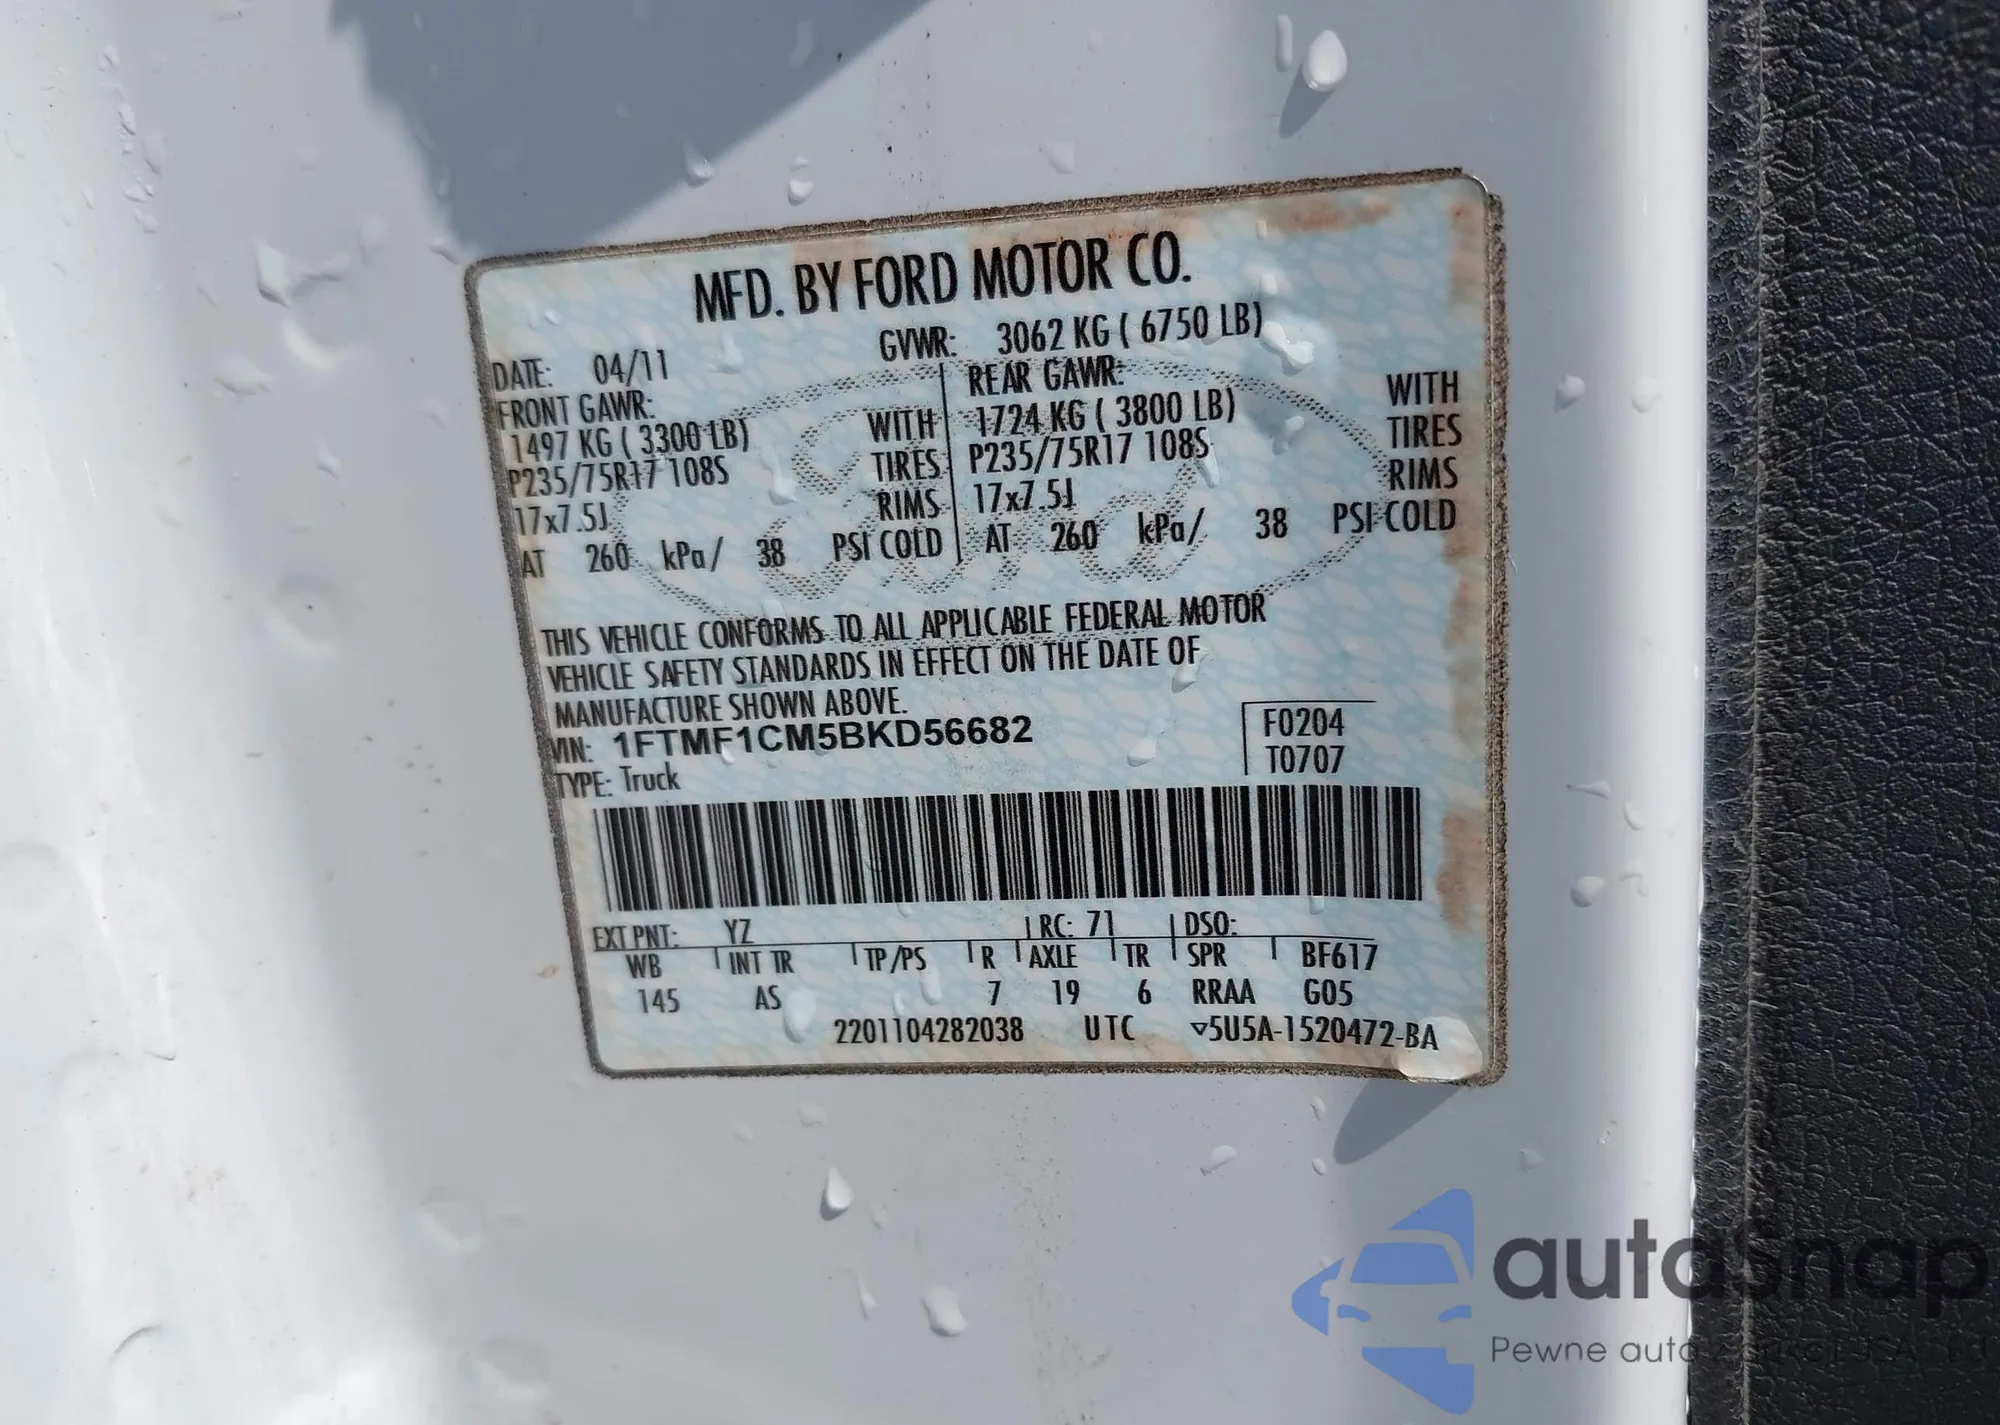 MFD. BY FORD MOTOR CO.
DATE: 04/11 GVWR: 3062 KG ( 6750 LB)
FRONT GAWR: REAR GAWR:
1497 KG ( 3300 LB) WITH 1724 KG ( 3800 LB) WITH
P235/75R17 108S TIRES P235/75R17 108S TIRES
17x7.5J RIMS 17x7.5J RIMS
AT 260 kPa/ 38 PSI COLD AT 260 kPa/ 38 PSI COLD
Ford
THIS VEHICLE CONFORMS TO ALL APPLICABLE FEDERAL MOTOR
VEHICLE SAFETY STANDARDS IN EFFECT ON THE DATE OF
MANUFACTURE SHOWN ABOVE.
VIN: 1FTMF1CM5BKD56682 F0204
TYPE: Truck T0707
EXT PNT: YZ RC: 71 DSO:
WB INT TR TP/PS R AXLE TR SPR BF617
145 AS 7 19 6 RRAA G05
2201104282038 UTC ▿5U5A-1520472-BA
autosnap
Pewne auto z USA